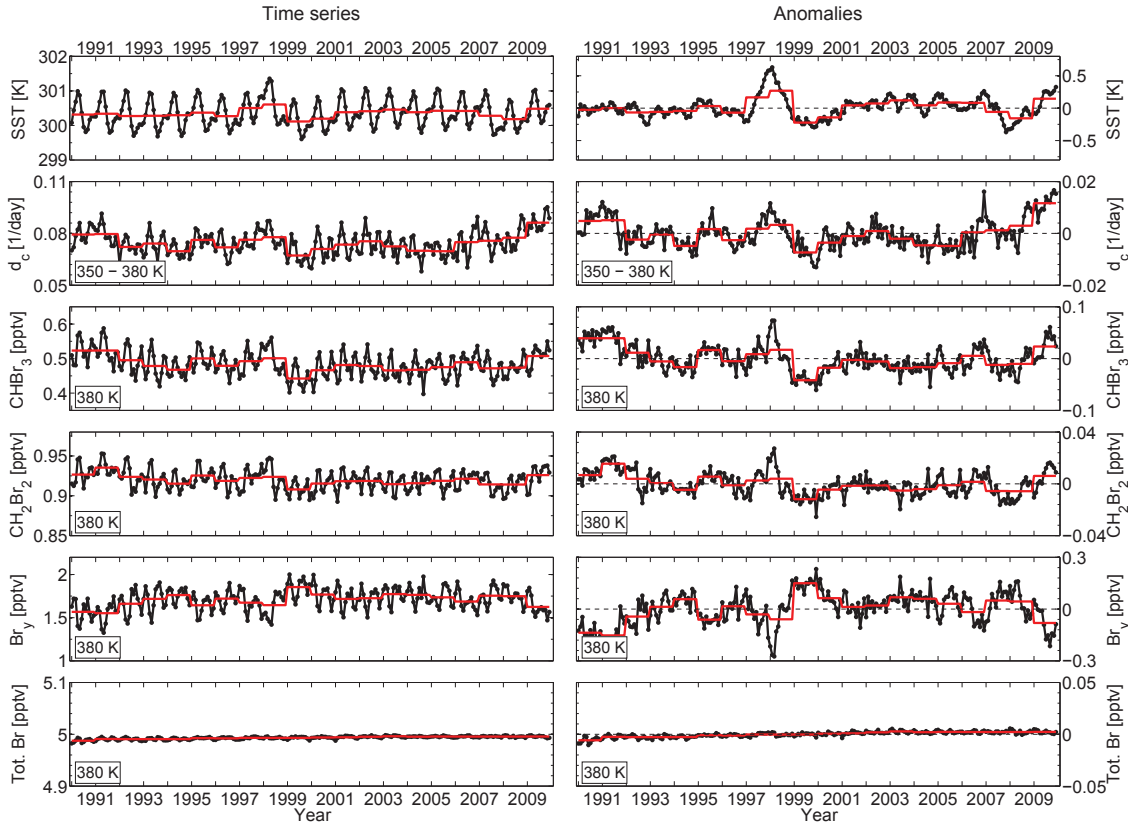 Time series
Anomalies
1991 1993 1995 1997 1999 2001 2003 2005 2007 2009
1991 1993 1995 1997 1999 2001 2003 2005 2007 2009
302
301
300
299
SST [K]
0.5
0
−0.5
SST [K]
0.11
0.08
0.05
d_c [1/day]
350 − 380 K
0.02
0
−0.02
d_c [1/day]
350 − 380 K
0.6
0.5
0.4
CHBr_3 [pptv]
380 K
0.1
0
−0.1
CHBr_3 [pptv]
380 K
0.95
0.9
0.85
CH_2Br_2 [pptv]
380 K
0.04
0
−0.04
CH_2Br_2 [pptv]
380 K
2
1.5
1
Br_y [pptv]
380 K
0.3
0
−0.3
Br_y [pptv]
380 K
5.1
5
4.9
Tot. Br [pptv]
380 K
0.05
0
−0.05
Tot. Br [pptv]
380 K
1991 1993 1995 1997 1999 2001 2003 2005 2007 2009
1991 1993 1995 1997 1999 2001 2003 2005 2007 2009
Year
Year